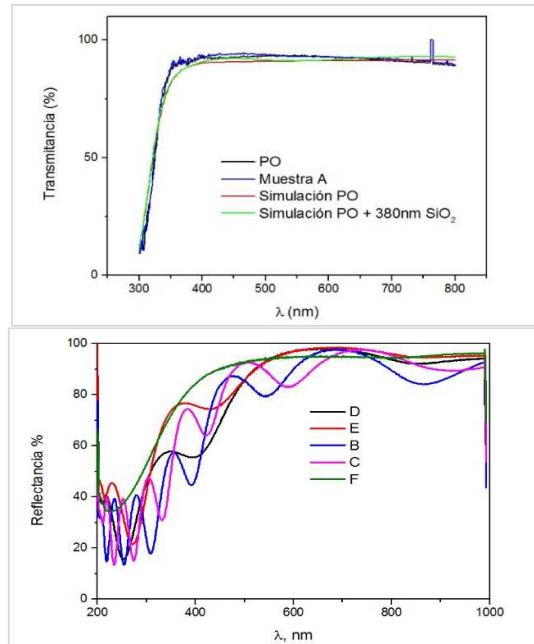 100
50
0
Transmitancia (%)
PO
Muestra A
Simulación PO
Simulación PO + 380nm SiO₂
300 400 500 600 700 800
λ (nm)
100
80
60
40
20
0
Reflectancia %
D
E
B
C
F
200 400 600 800 1000
λ, nm